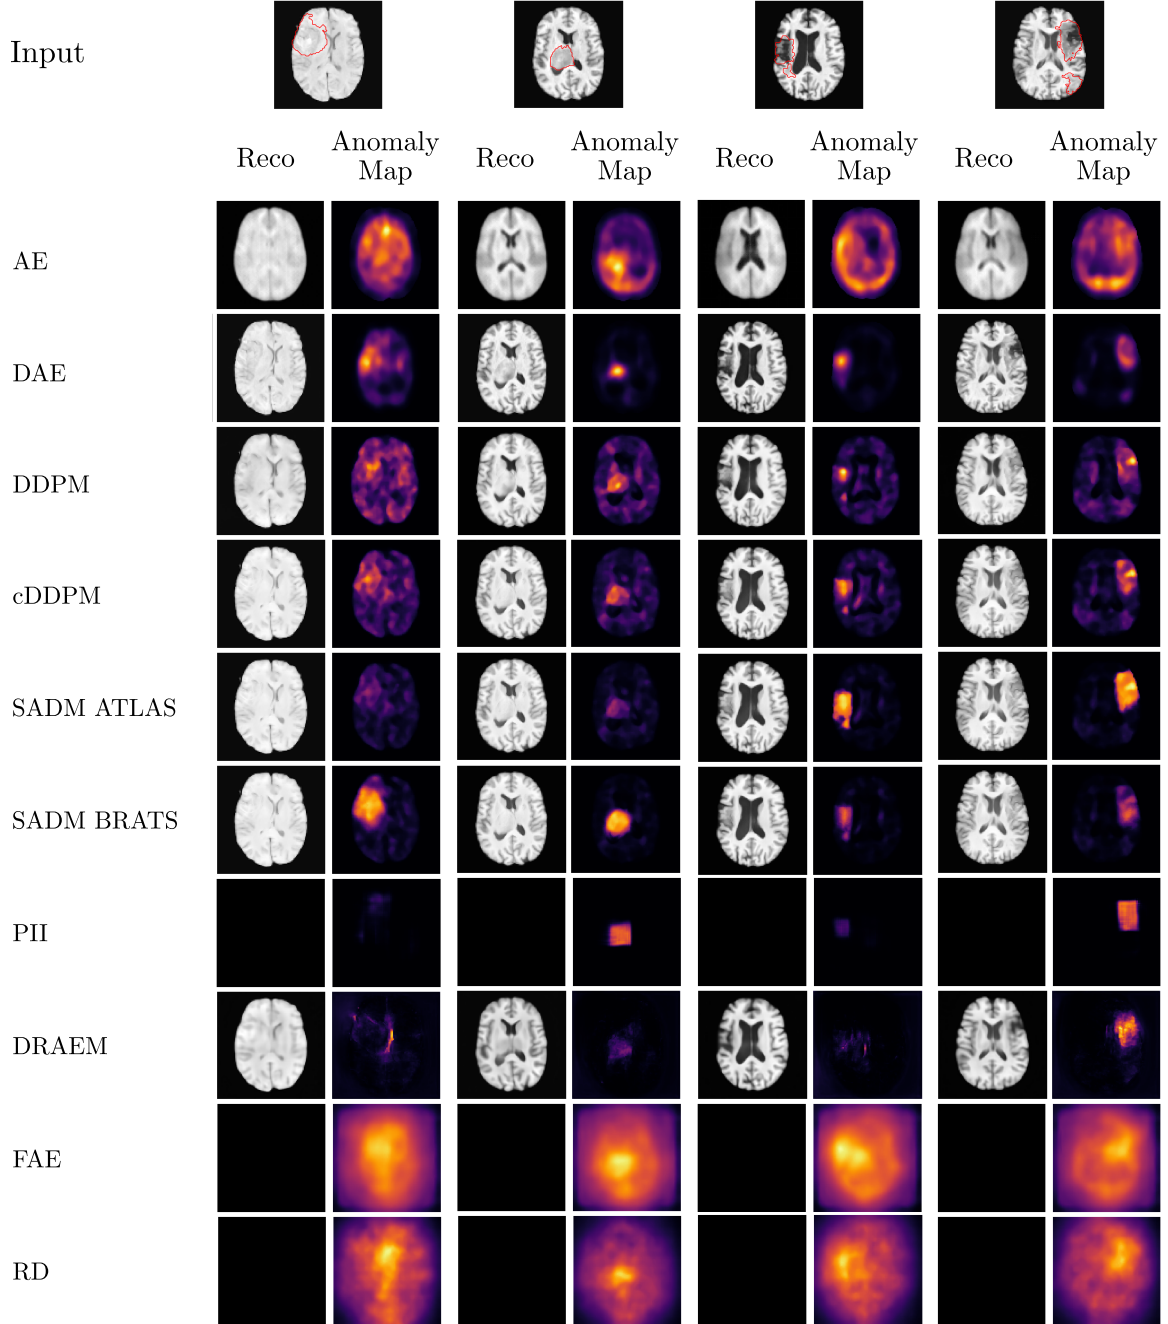 Input
Reco
Anomaly
Map
Reco
Anomaly
Map
Reco
Anomaly
Map
Reco
Anomaly
Map
AE
DAE
DDPM
cDDPM
SADM ATLAS
SADM BRATS
PII
DRAEM
FAE
RD